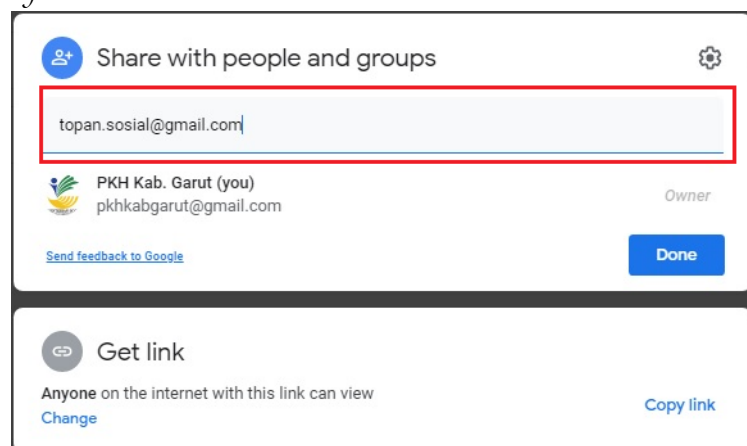 Share with people and groups
topan.sosial@gmail.com
PKH Kab. Garut (you)
pkhkabgarut@gmail.com
Owner
Send feedback to Google
Done
Get link
Anyone on the internet with this link can view
Change
Copy link